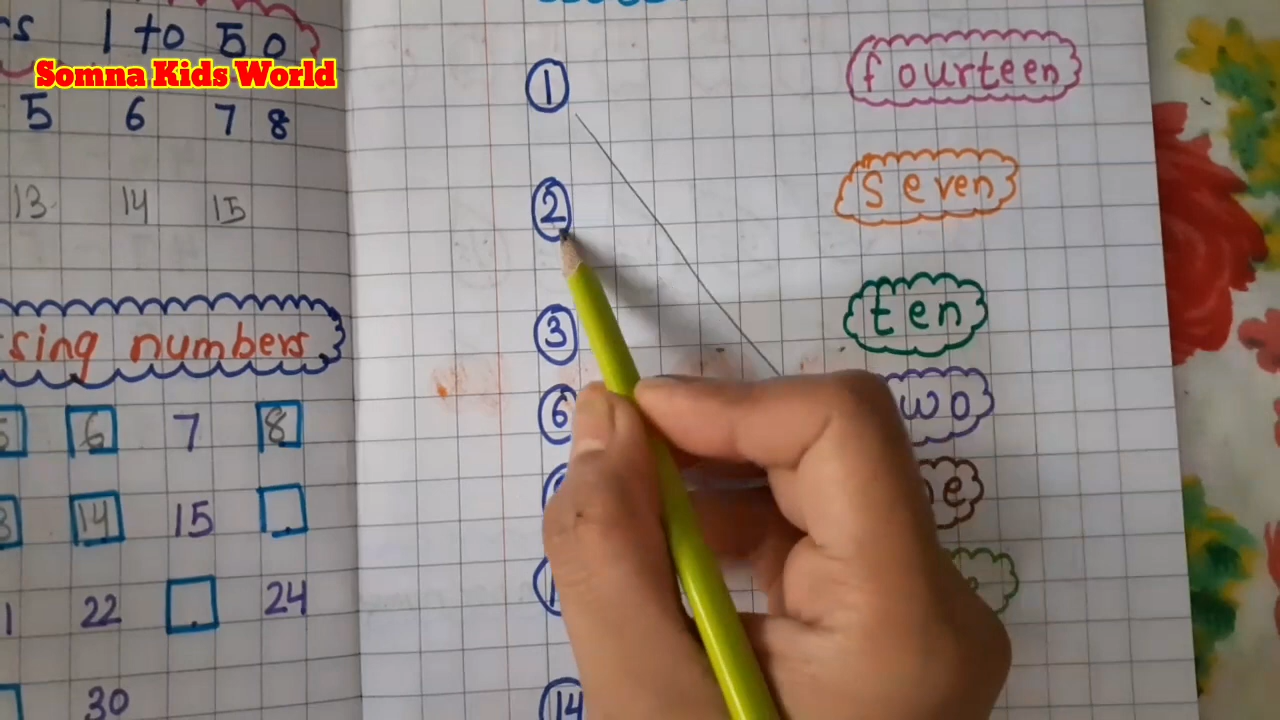 1 to 50
Somna Kids World
5 6 7 8
13 14 15
numbers
6 7 8
14 15
22 24
30
1 fourteen
2 Seven
3 ten
6
14